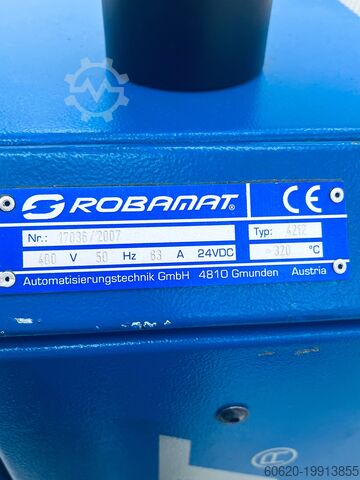 ROBAMAT®
CE
Nr.: 17036/2007
Typ: 4212
400 V 50 Hz 63 A 24VDC
320 °C
Automatisierungstechnik GmbH 4810 Gmunden Austria
60620-19913855